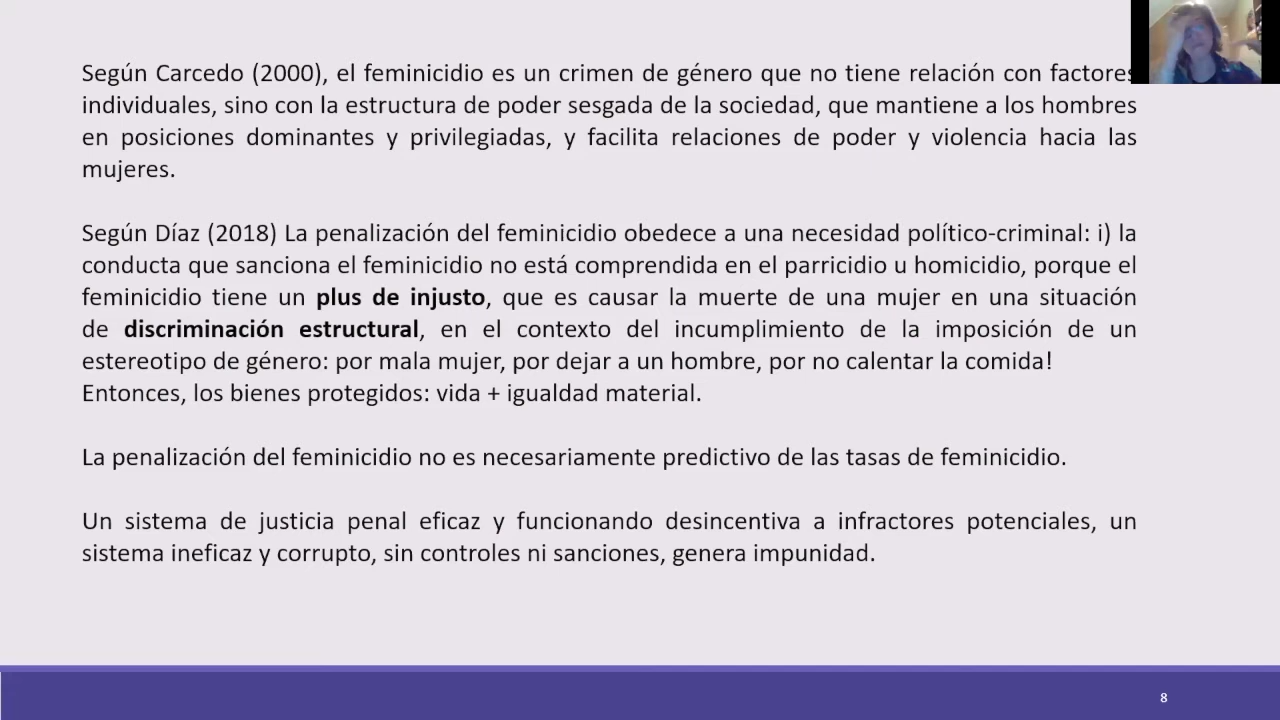 Según Carcedo (2000), el feminicidio es un crimen de género que no tiene relación con factores
individuales, sino con la estructura de poder sesgada de la sociedad, que mantiene a los hombres
en posiciones dominantes y privilegiadas, y facilita relaciones de poder y violencia hacia las
mujeres.
Según Díaz (2018) La penalización del feminicidio obedece a una necesidad político-criminal: i) la
conducta que sanciona el feminicidio no está comprendida en el parricidio u homicidio, porque el
feminicidio tiene un plus de injusto, que es causar la muerte de una mujer en una situación
de discriminación estructural, en el contexto del incumplimiento de la imposición de un
estereotipo de género: por mala mujer, por dejar a un hombre, por no calentar la comida!
Entonces, los bienes protegidos: vida + igualdad material.
La penalización del feminicidio no es necesariamente predictivo de las tasas de feminicidio.
Un sistema de justicia penal eficaz y funcionando desincentiva a infractores potenciales, un
sistema ineficaz y corrupto, sin controles ni sanciones, genera impunidad.
8